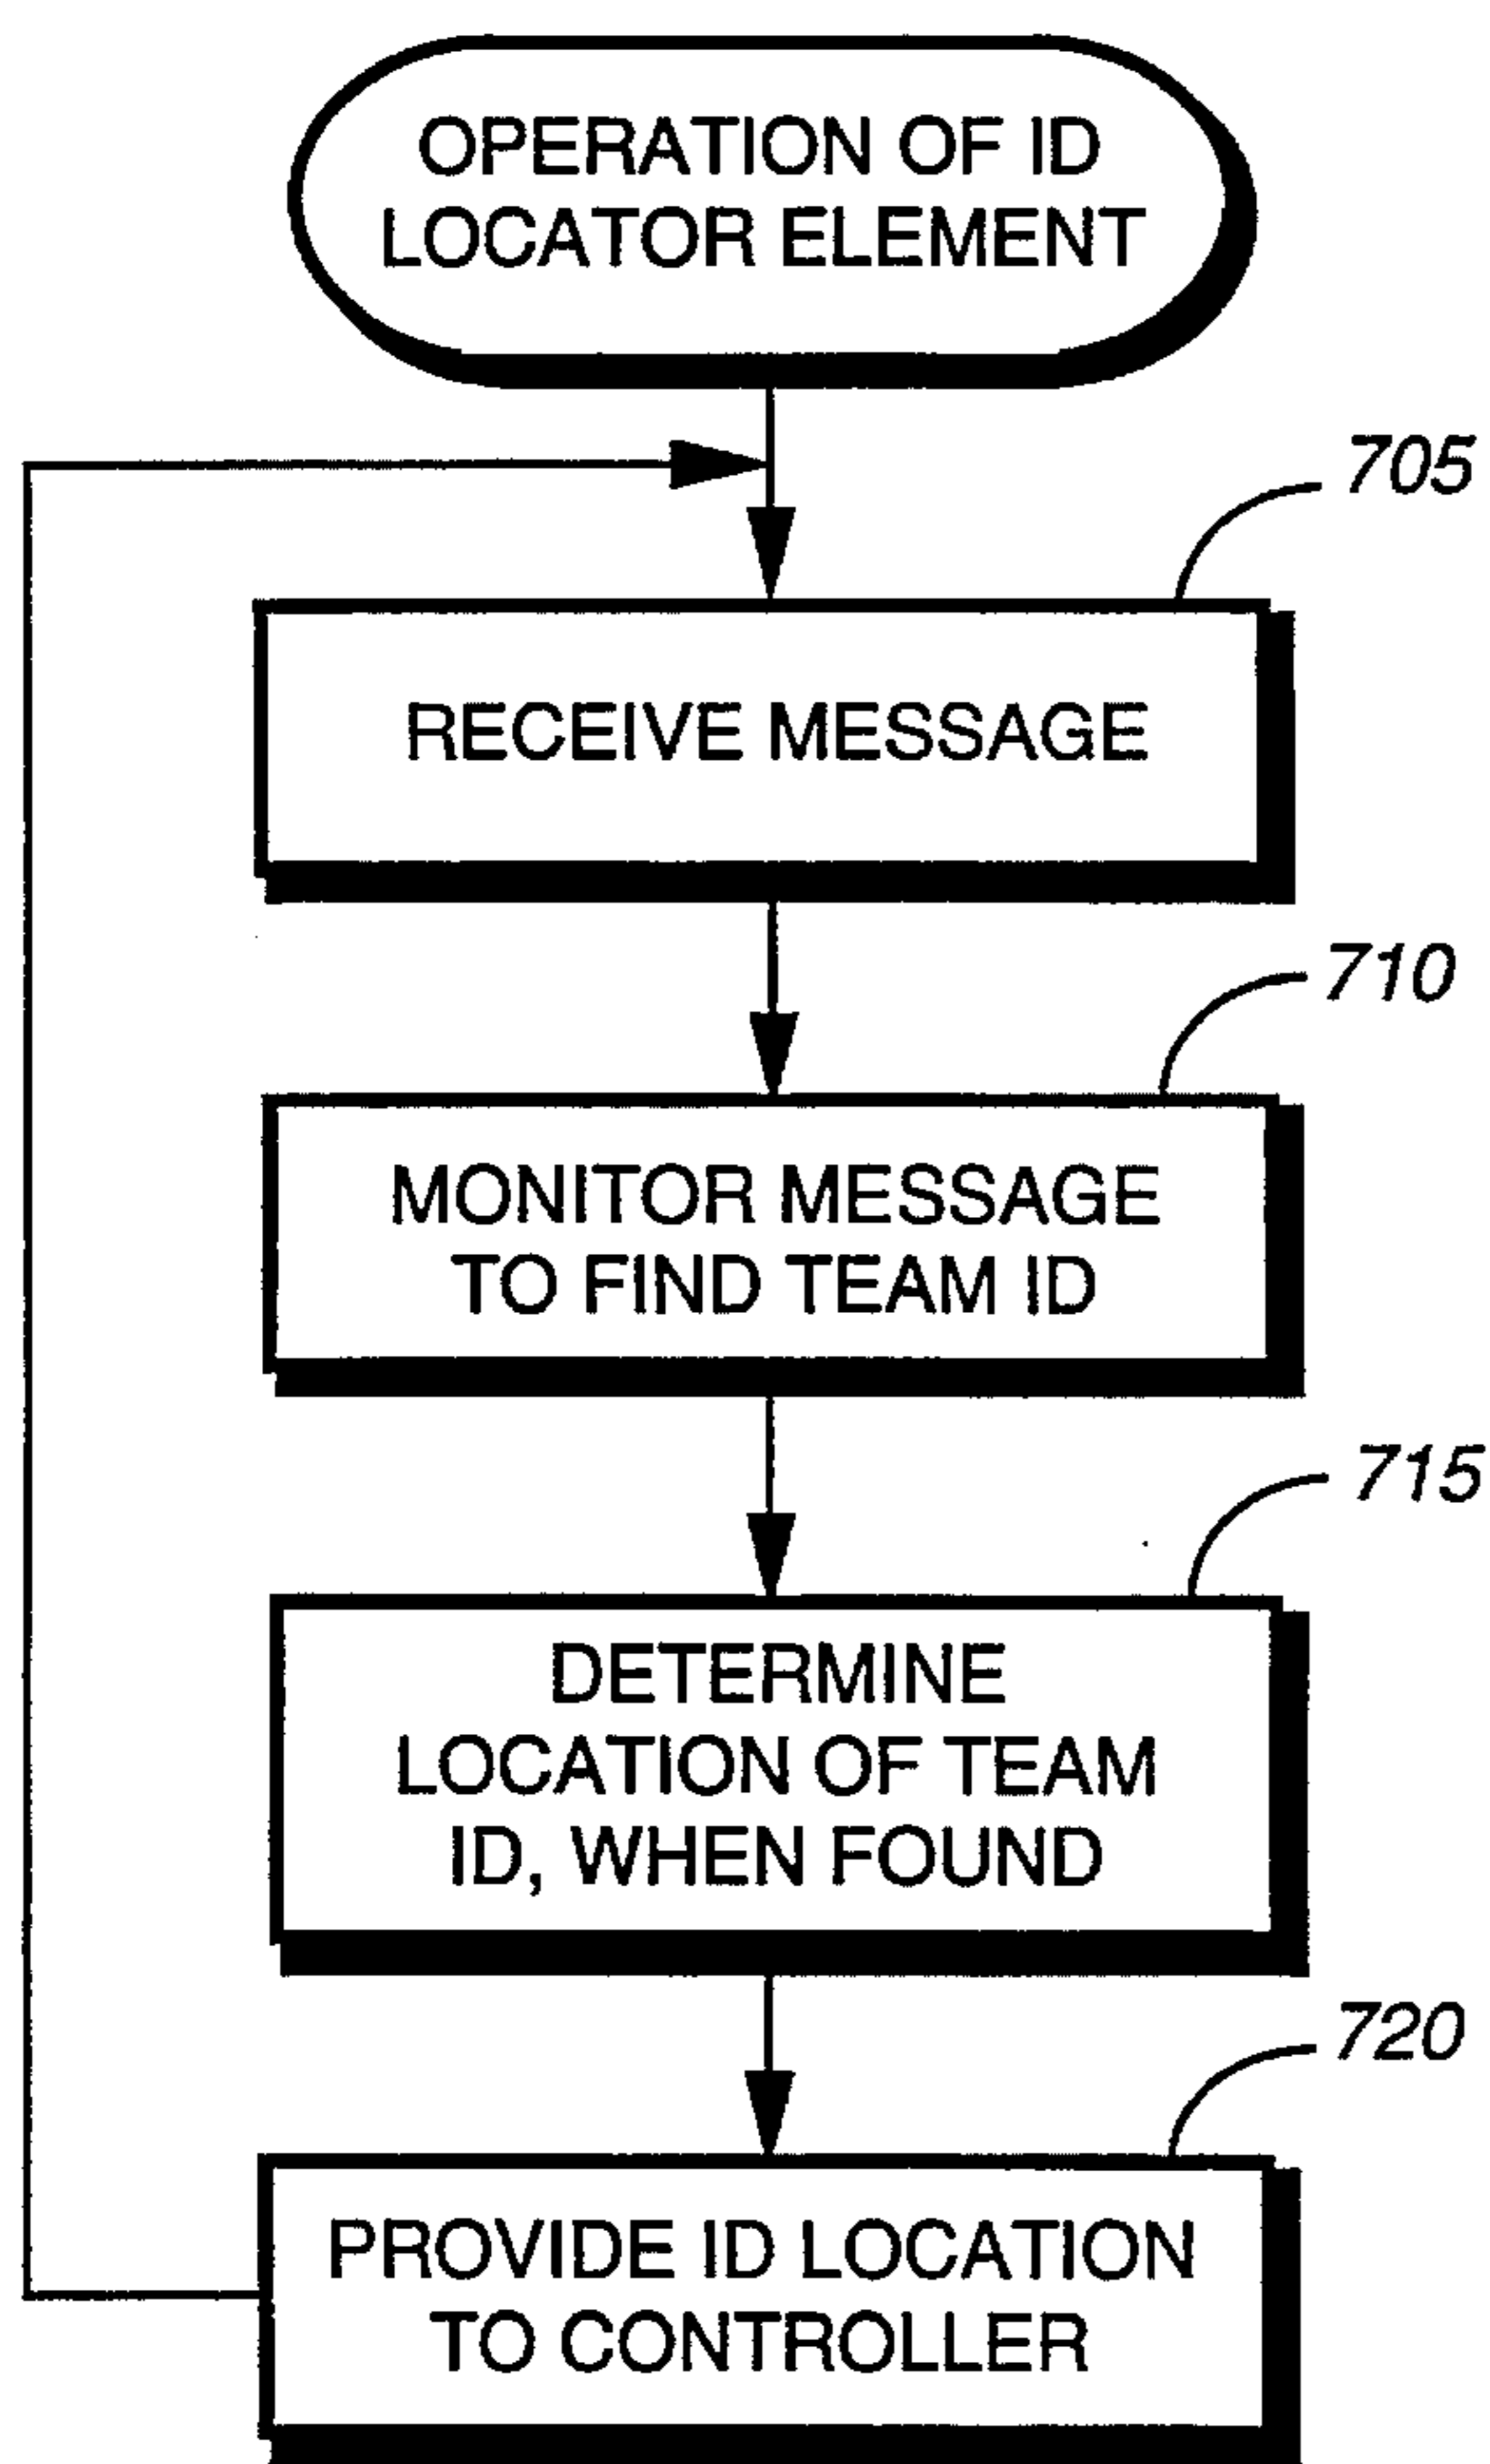 OPERATION OF ID
LOCATOR ELEMENT
705
RECEIVE MESSAGE
710
MONITOR MESSAGE
TO FIND TEAM ID
715
DETERMINE
LOCATION OF TEAM
ID, WHEN FOUND
720
PROVIDE ID LOCATION
TO CONTROLLER